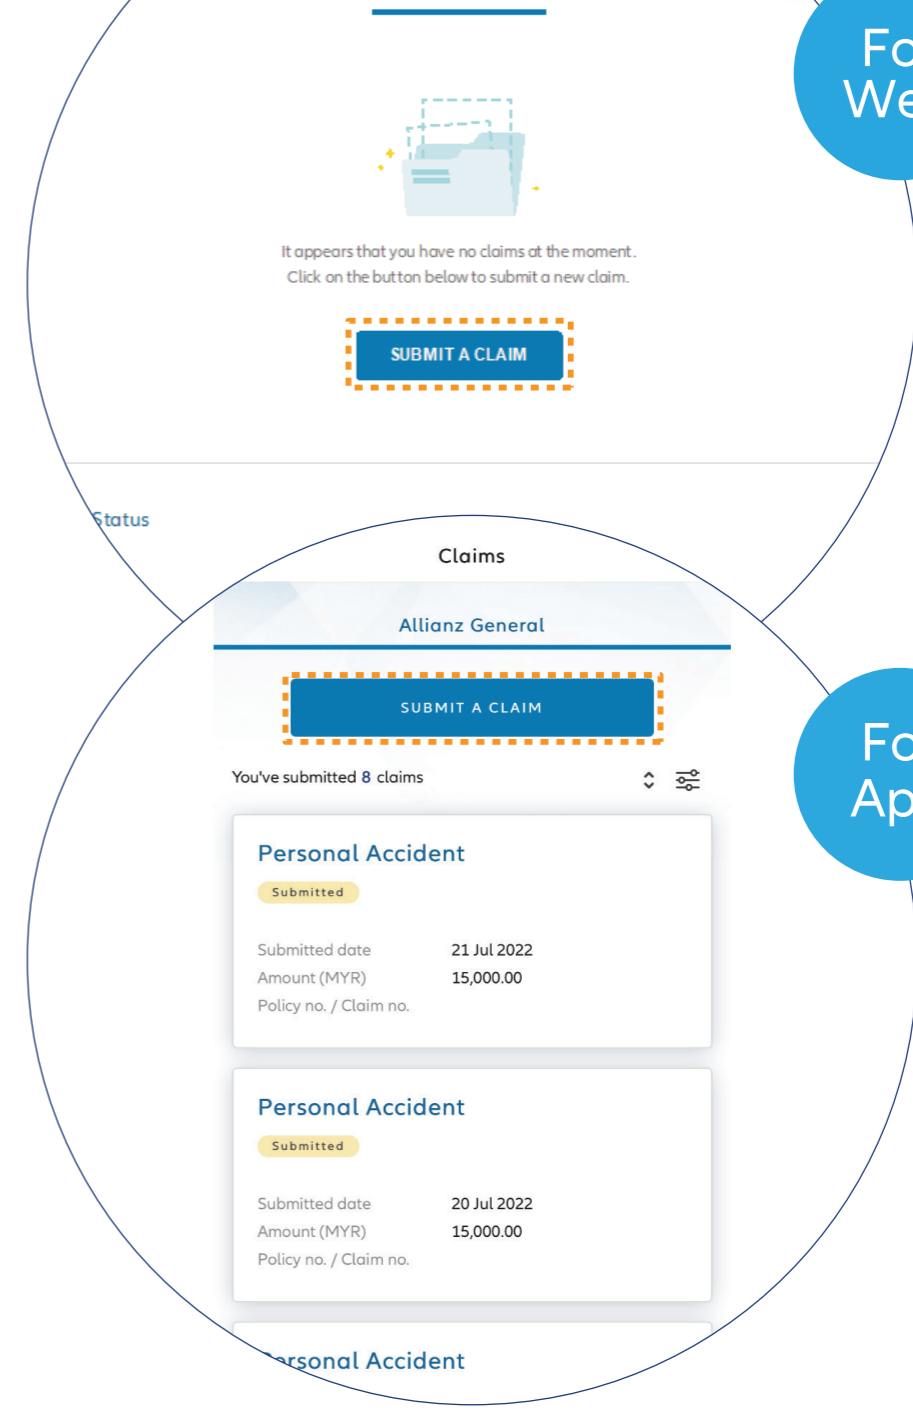 It appears that you have no claims at the moment.
Click on the button below to submit a new claim.
SUBMIT A CLAIM
Status
Claims
Allianz General
SUBMIT A CLAIM
You've submitted 8 claims
Personal Accident
Submitted
Submitted date 21 Jul 2022
Amount (MYR) 15,000.00
Policy no. / Claim no.
Personal Accident
Submitted
Submitted date 20 Jul 2022
Amount (MYR) 15,000.00
Policy no. / Claim no.
Personal Accident